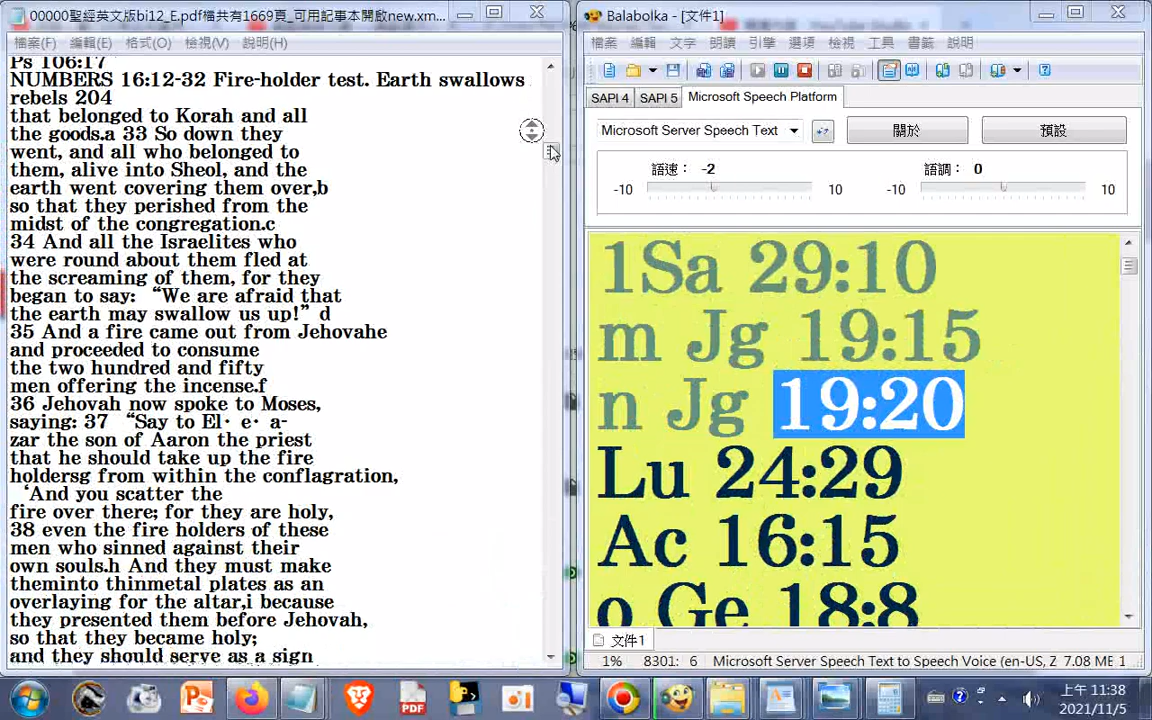 00000聖經英文版bi12_E.pdf檔共有1669頁_可用記事本開啟new.xm...
檔案(F) 編輯(E) 格式(O) 檢視(V) 說明(H)
Ps 106:17
NUMBERS 16:12-32 Fire-holder test. Earth swallows
rebels 204
that belonged to Korah and all
the goods.a 33 So down they
went, and all who belonged to
them, alive into Sheol, and the
earth went covering them over,b
so that they perished from the
midst of the congregation.c
34 And all the Israelites who
were round about them fled at
the screaming of them, for they
began to say: “We are afraid that
the earth may swallow us up!” d
35 And a fire came out from Jehovahe
and proceeded to consume
the two hundred and fifty
men offering the incense.f
36 Jehovah now spoke to Moses,
saying: 37 “Say to El· e· a-
zar the son of Aaron the priest
that he should take up the fire
holdersg from within the conflagration,
‘And you scatter the
fire over there; for they are holy,
38 even the fire holders of these
men who sinned against their
own souls.h And they must make
theminto thinmetal plates as an
overlaying for the altar,i because
they presented them before Jehovah,
so that they became holy;
and they should serve as a sign
Balabolka - [文件1]
檔案 編輯 文字 朗讀 引擎 選項 檢視 工具 書籤 說明
SAPI 4 SAPI 5 Microsoft Speech Platform
Microsoft Server Speech Text 關於 預設
語速: -2 語調: 0
-10 10 -10 10
1Sa 29:10
m Jg 19:15
n Jg 19:20
Lu 24:29
Ac 16:15
o Ge 18:8
文件1
1% 8301: 6 Microsoft Server Speech Text to Speech Voice (en-US, Z 7.08 ME 1
PDF
上午 11:38
2021/11/5